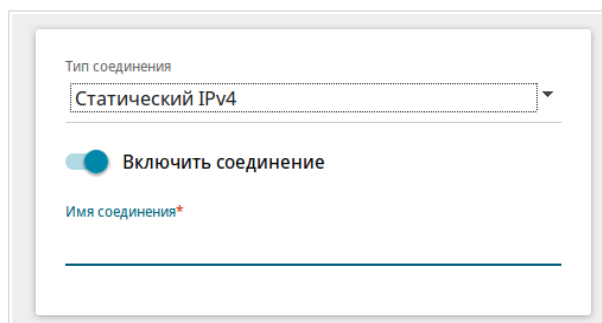 Тип соединения
Статический IPv4
Включить соединение
Имя соединения*